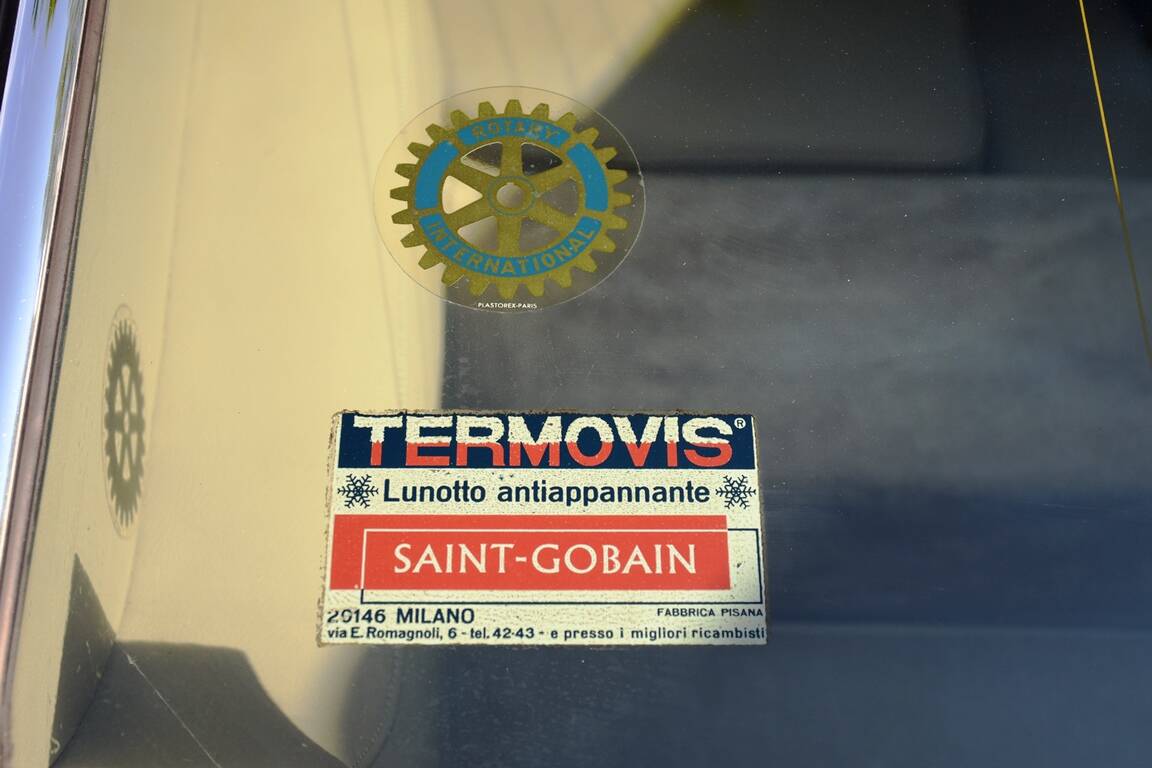 ROTARY
INTERNATIONAL
PLASTOREX-PARIS
TERMOVIS®
Lunotto antiappannante
SAINT-GOBAIN
20146 MILANO
FABBRICA PISANA
via E. Romagnoli, 6 - tel. 42-43 - e presso i migliori ricambisti